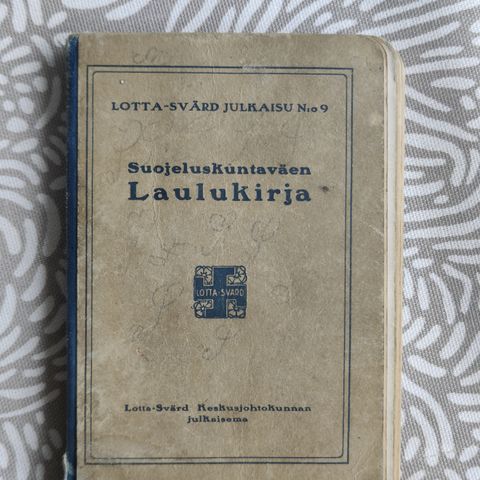 LOTTA-SVÄRD JULKAISU N:o 9
Suojeluskuntaväen
Laulukirja
LOTTA-SVÄRD
Lotta-Svärd Keskusjohtokunnan
julkaisema